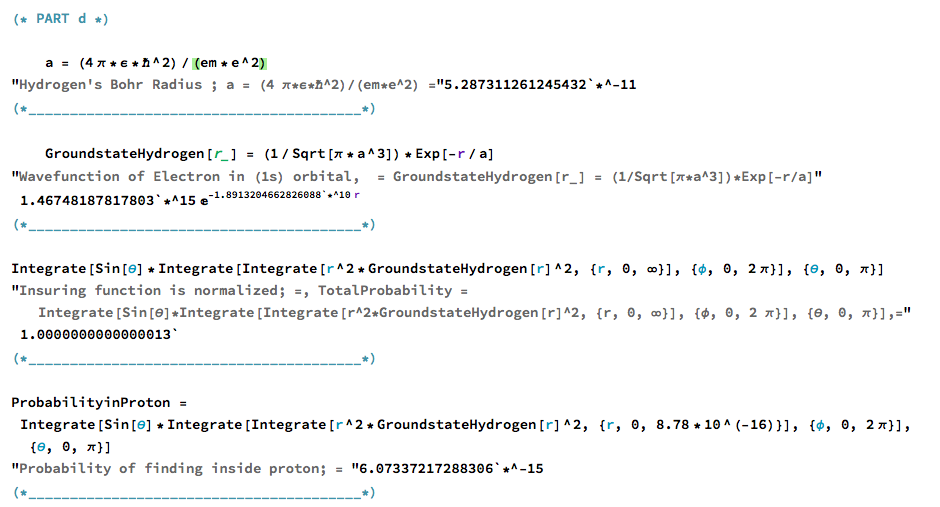 (* PART d *)
a = (4 π*ϵ*ℏ^2) / (em*e^2)
"Hydrogen's Bohr Radius ; a = (4 π*ϵ*ℏ^2)/(em*e^2) ="5.287311261245432`*^-11
(*________________________________________*)
GroundstateHydrogen[r_] = (1/Sqrt[π*a^3])*Exp[-r/a]
"Wavefunction of Electron in (1s) orbital,  = GroundstateHydrogen[r_] = (1/Sqrt[π*a^3])*Exp[-r/a]"
1.46748187817803`*^15 e^-1.8913204662826088`*^10 r
(*________________________________________*)
Integrate[Sin[θ]*Integrate[Integrate[r^2*GroundstateHydrogen[r]^2, {r, 0, ∞}], {ϕ, 0, 2 π}], {θ, 0, π}]
"Insuring function is normalized; =, TotalProbability =
Integrate[Sin[θ]*Integrate[Integrate[r^2*GroundstateHydrogen[r]^2, {r, 0, ∞}], {ϕ, 0, 2 π}], {θ, 0, π}],="
1.0000000000000013`
(*________________________________________*)
ProbabilityinProton =
Integrate[Sin[θ]*Integrate[Integrate[r^2*GroundstateHydrogen[r]^2, {r, 0, 8.78*10^(-16)}], {ϕ, 0, 2 π}],
{θ, 0, π}]
"Probability of finding inside proton; = "6.07337217288306`*^-15
(*________________________________________*)